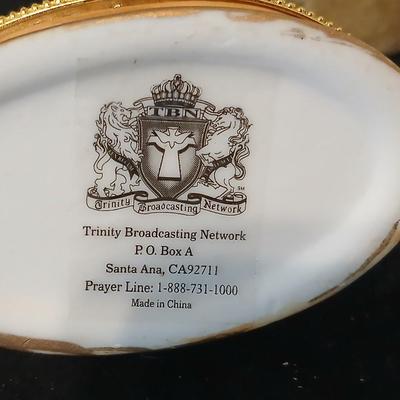 TBN
Trinity Broadcasting Network
Trinity Broadcasting Network
P. O. Box A
Santa Ana, CA92711
Prayer Line: 1-888-731-1000
Made in China